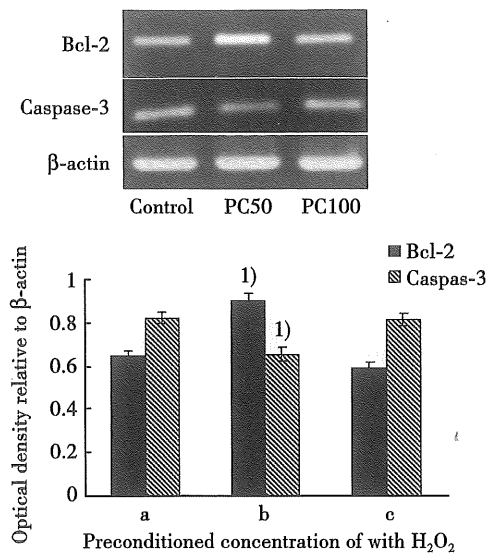 Bcl-2
Caspase-3
β-actin
Control PC50 PC100
Bcl-2
Caspas-3
Optical density relative to β-actin
1
0.8
0.6
0.4
0.2
0
1)
1)
a b c
Preconditioned concentration of with H₂O₂